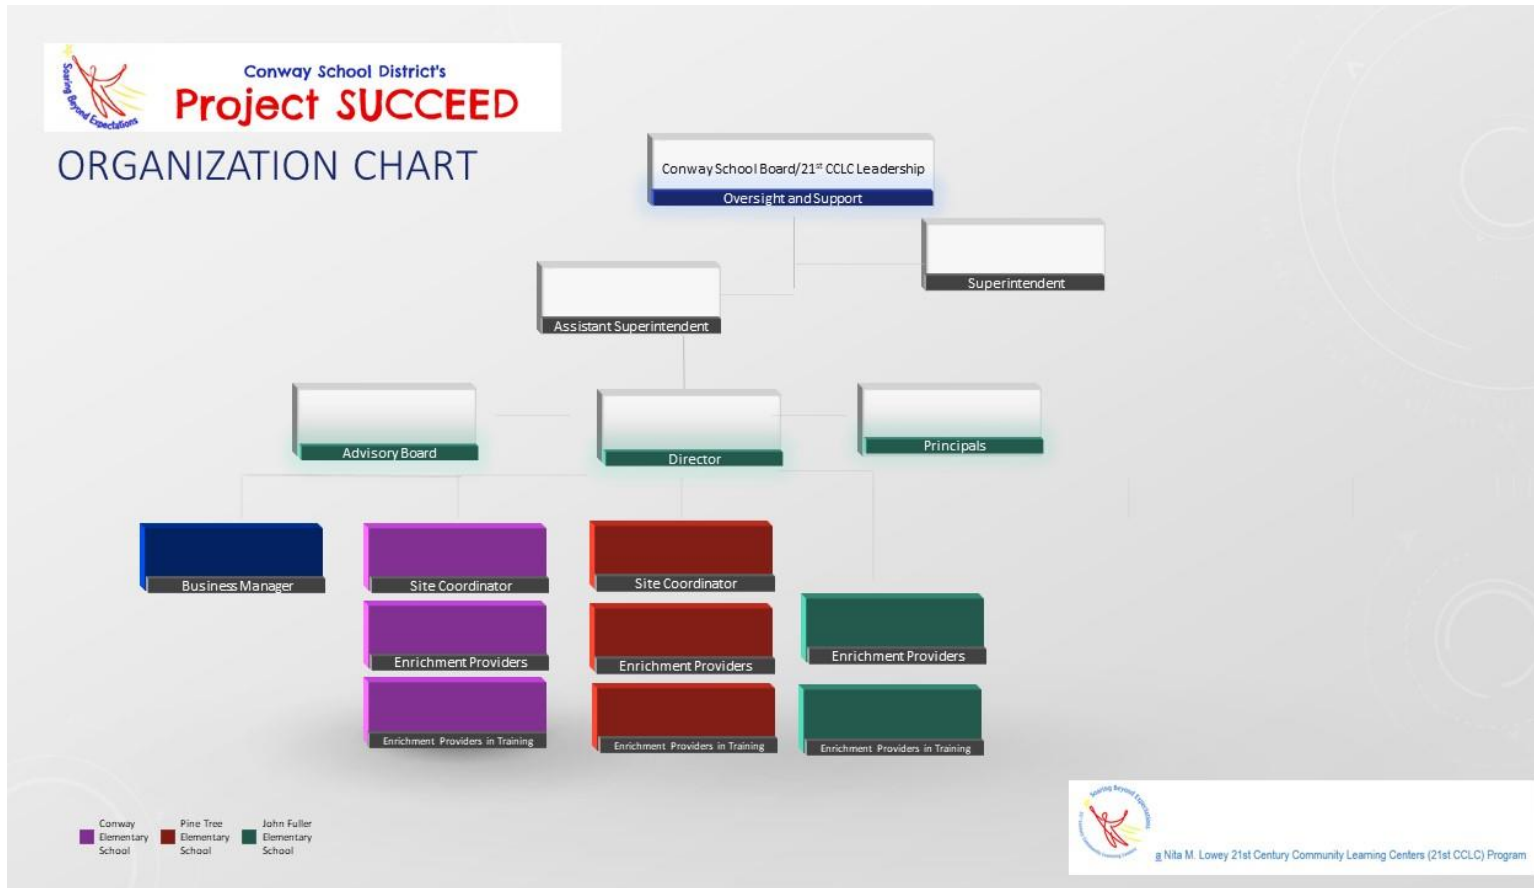 Soaring Beyond Expectations
Conway School District's
Project SUCCEED
ORGANIZATION CHART
Conway School Board/21st CCLC Leadership
Oversight and Support
Superintendent
Assistant Superintendent
Advisory Board
Director
Principals
Business Manager
Site Coordinator
Site Coordinator
Enrichment Providers
Enrichment Providers
Enrichment Providers
Enrichment Providers in Training
Enrichment Providers in Training
Enrichment Providers in Training
Conway
Elementary
School
Pine Tree
Elementary
School
John Fuller
Elementary
School
Soaring Beyond Expectations
a Nita M. Lowey 21st Century Community Learning Centers (21st CCLC) Program